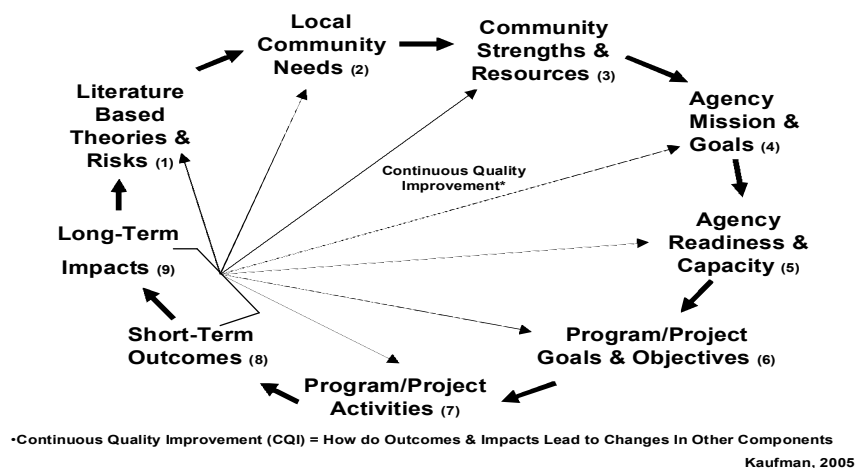 Literature
Based
Theories &
Risks (1)
Local
Community
Needs (2)
Community
Strengths &
Resources (3)
Agency
Mission &
Goals (4)
Agency
Readiness &
Capacity (5)
Program/Project
Goals & Objectives (6)
Program/Project
Activities (7)
Short-Term
Outcomes (8)
Long-Term
Impacts (9)
Continuous Quality
Improvement*
•Continuous Quality Improvement (CQI) = How do Outcomes & Impacts Lead to Changes In Other Components
Kaufman, 2005